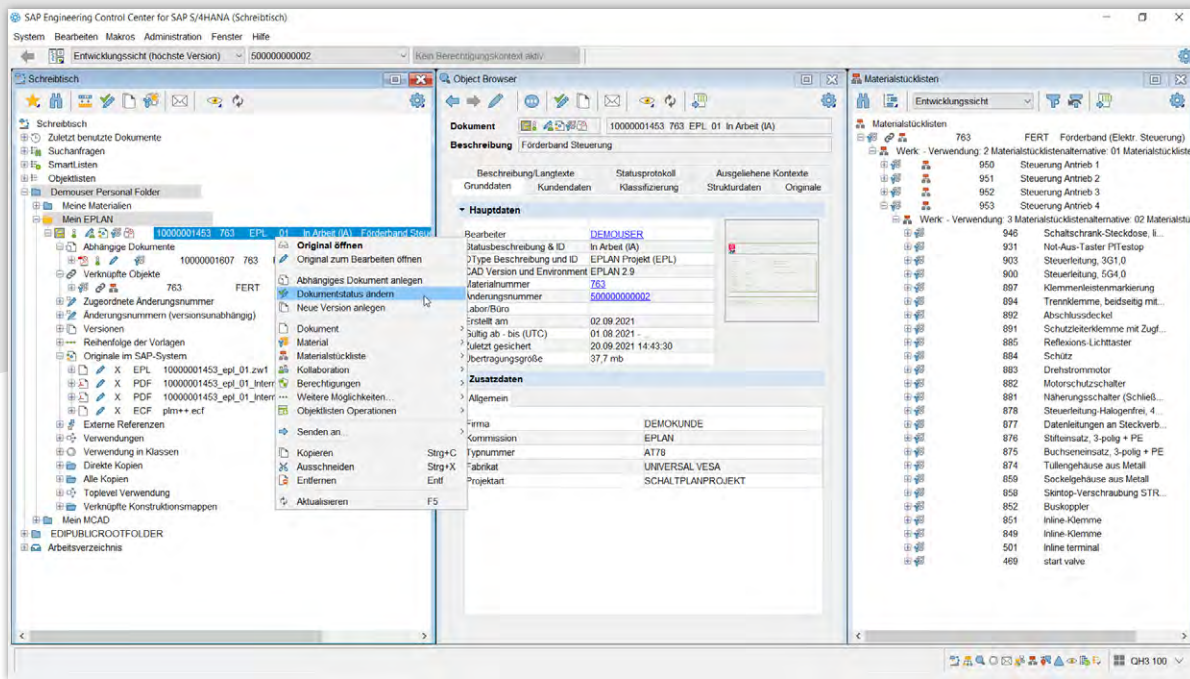 SAP Engineering Control Center for SAP S/4HANA (Schreibtisch)
System Bearbeiten Makros Administration Fenster Hilfe
Entwicklungssicht (höchste Version) 500000000002 Kein Berechtigungskontext aktiv
Schreibtisch
Schreibtisch
Zuletzt benutzte Dokumente
Suchanfragen
SmartListen
Objektlisten
Demouser Personal Folder
Meine Materialien
Mein EPLAN
10000001453 763 EPL 01 In Arbeit (IA) Förderband Steue
Abhängige Dokumente
10000001607 763
Verknüpfte Objekte
763 FERT
Zugeordnete Änderungsnummer
Änderungsnummern (versionsunabhängig)
Versionen
Reihenfolge der Vorlagen
Originale im SAP-System
X EPL 10000001453_epl_01.zw1
X PDF 10000001453_epl_01_Intern
X PDF 10000001453_epl_01_Intern
X ECF plm++.ecf
Externe Referenzen
Verwendungen
Verwendung in Klassen
Direkte Kopien
Alle Kopien
Toplevel Verwendung
Verknüpfte Konstruktionsmappen
Mein MCAD
EDIPUBLICROOTFOLDER
Arbeitsverzeichnis
Original öffnen
Original zum Bearbeiten öffnen
Abhängiges Dokument anlegen
Dokumentstatus ändern
Neue Version anlegen
Dokument
Material
Materialstückliste
Kollaboration
Berechtigungen
Weitere Möglichkeiten...
Objektlisten Operationen
Senden an...
Kopieren Strg+C
Ausschneiden Strg+X
Entfernen Entf
Aktualisieren F5
Object Browser
Dokument 10000001453 763 EPL 01 In Arbeit (IA)
Beschreibung Förderband Steuerung
Beschreibung/Langtexte Statusprotokoll Ausgeliehene Kontexte
Grunddaten Kundendaten Klassifizierung Strukturdaten Originale
Hauptdaten
Bearbeiter DEMOUSER
Statusbeschreibung & ID In Arbeit (IA)
DType Beschreibung und ID EPLAN Projekt (EPL)
CAD Version und Environment EPLAN 2.9
Materialnummer 763
Änderungsnummer 500000000002
Labor/Büro
Erstellt am 02.09.2021
Gültig ab - bis (UTC) 01.08.2021 - 
Zuletzt gesichert 20.09.2021 14:43:30
Übertragungsgröße 37,7 mb
Zusatzdaten
Allgemein
Firma DEMOKUNDE
Kommission EPLAN
Typnummer AT78
Fabrikat UNIVERSAL VESA
Projektart SCHALTPLANPROJEKT
Materialstücklisten
Entwicklungssicht
Materialstücklisten
763 FERT Förderband (Elektr. Steuerung)
Werk: - Verwendung: 2 Materialstücklistenalternative: 01 Materialstückliste
950 Steuerung Antrieb 1
951 Steuerung Antrieb 2
952 Steuerung Antrieb 3
953 Steuerung Antrieb 4
Werk: - Verwendung: 3 Materialstücklistenalternative: 02 Materialstü
946 Schaltschrank-Steckdose, li...
931 Not-Aus-Taster PITestop
903 Steuerleitung, 3G1,0
900 Steuerleitung, 5G4,0
897 Klemmenleistenmarkierung
894 Trennklemme, beidseitig mit...
892 Abschlussdeckel
891 Schutzleiterklemme mit Zugf...
885 Reflexions-Lichttaster
884 Schütz
883 Drehstrommotor
882 Motorschutzschalter
881 Näherungsschalter (Schließ...
878 Steuerleitung-Halogenfrei, 4...
877 Datenleitungen an Steckverb...
876 Stifteinsatz, 3-polig + PE
875 Buchseneinsatz, 3-polig + PE
874 Tüllengehäuse aus Metall
859 Sockelgehäuse aus Metall
858 Skintop-Verschraubung STR...
852 Buskoppler
851 Inline-Klemme
849 Inline-Klemme
501 Inline terminal
469 start valve
QH3 100